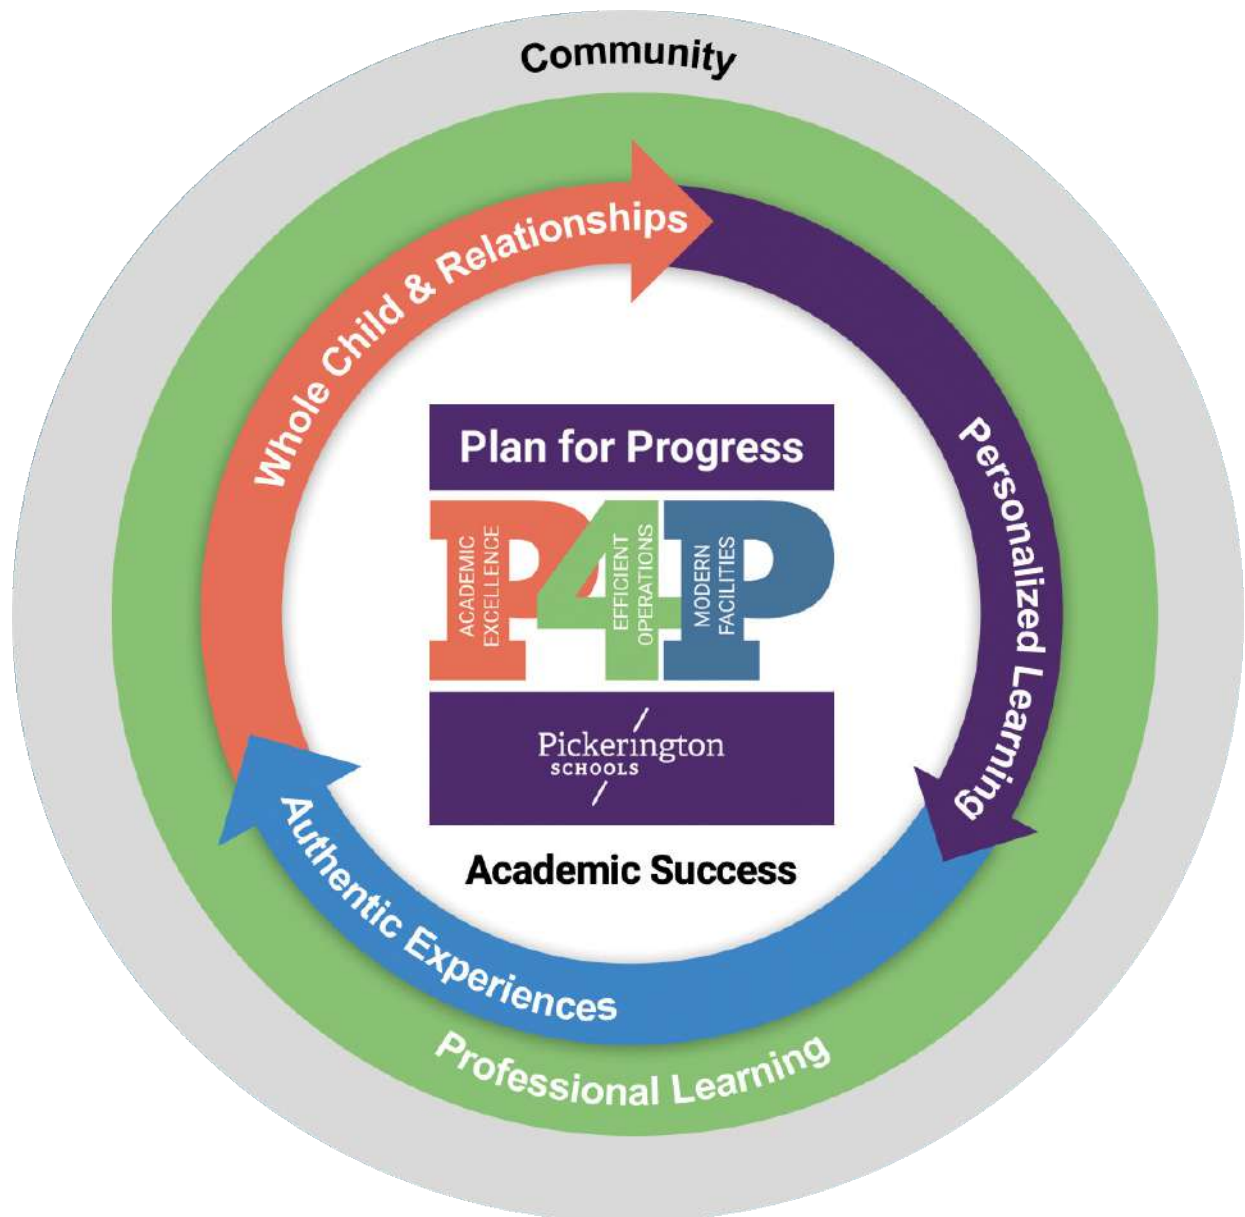 Community
Whole Child & Relationships
Personalized Learning
Plan for Progress
P4P
ACADEMIC
EXCELLENCE
EFFICIENT
OPERATIONS
MODERN
FACILITIES
Pickerington
SCHOOLS
Academic Success
Authentic Experiences
Professional Learning